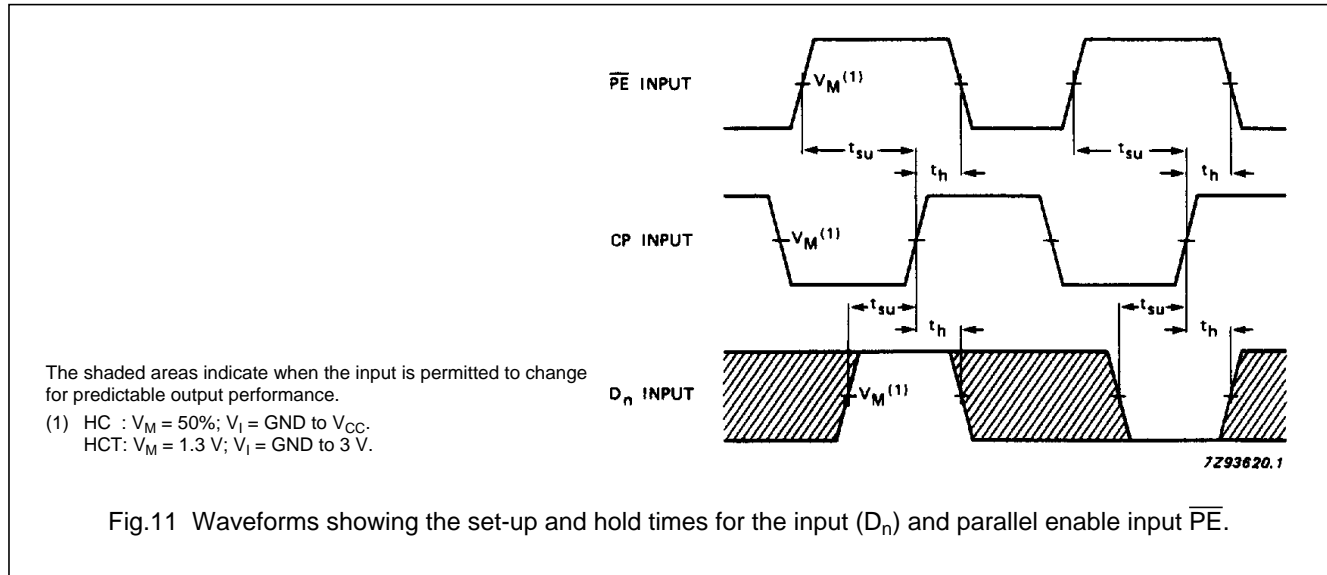 PE INPUT
V_M(1)
t_su
t_su
t_h
t_h
CP INPUT
V_M(1)
t_su
t_su
t_h
t_h
D_n INPUT
V_M(1)
7Z93620.1
The shaded areas indicate when the input is permitted to change
for predictable output performance.
(1) HC : V_M = 50%; V_I = GND to V_CC.
HCT: V_M = 1.3 V; V_I = GND to 3 V.
Fig.11 Waveforms showing the set-up and hold times for the input (D_n) and parallel enable input PE.